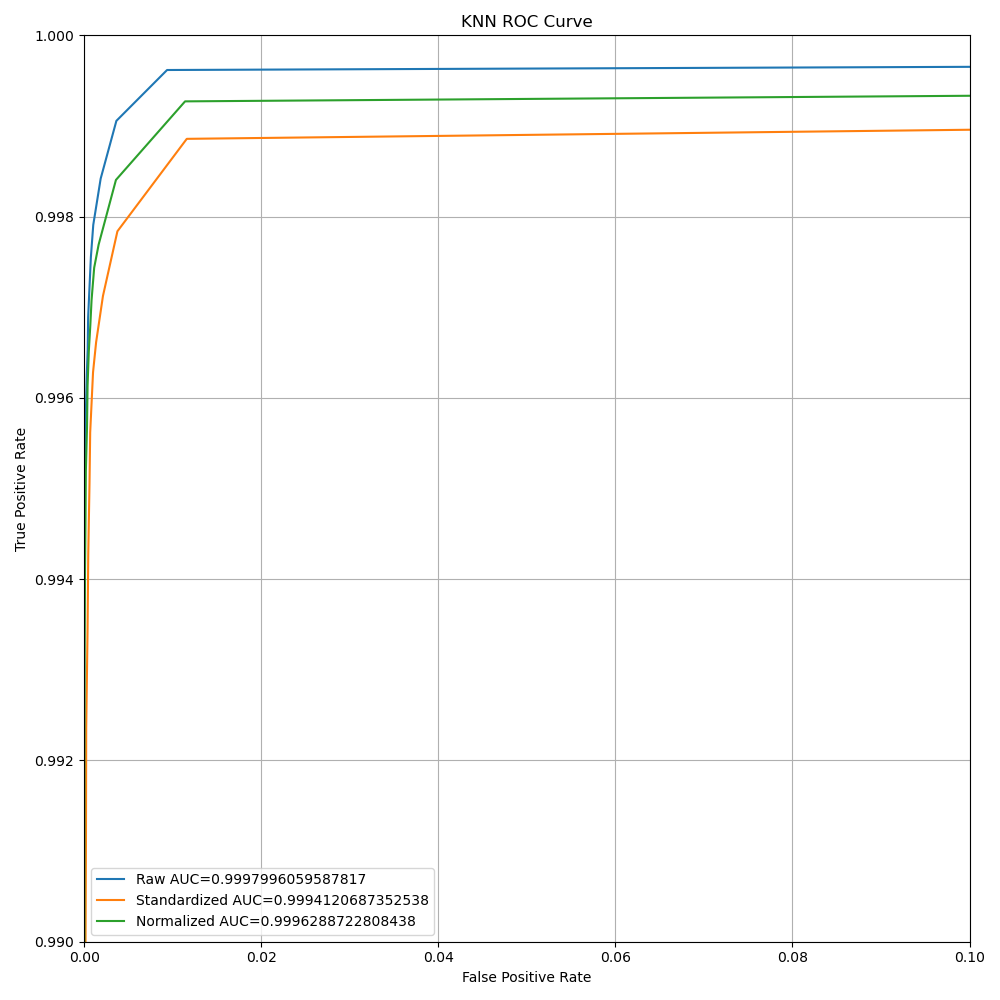 KNN ROC Curve
1.000
0.998
0.996
0.994
0.992
0.990
True Positive Rate
Raw AUC=0.9997996059587817
Standardized AUC=0.9994120687352538
Normalized AUC=0.9996288722808438
0.00 0.02 0.04 0.06 0.08 0.10
False Positive Rate